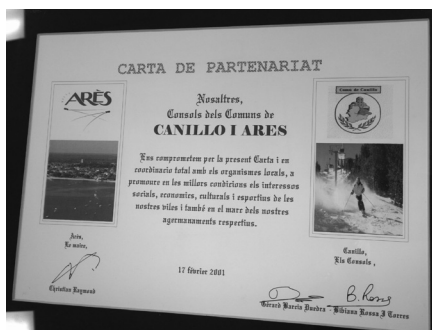 CARTA DE PARTENARIAT
ARÈS
Comú de Canillo
Nosaltres,
Consols dels Comuns de
CANILLO I ARES
Ens comprometem per la present Carta i en
coordinacio total amb els organismes locals, a
promoure en les millors condicions els interessos
socials, economics, culturals i esportius de les
nostres viles i també en el marc dels nostres
agermanaments respectius.
Arès,
Le maire,
Christian Raymond
17 février 2001
Canillo,
Els Consols ,
B. Rossa
Gérard Barcia Duedra - Bibiana Rossa J Torres